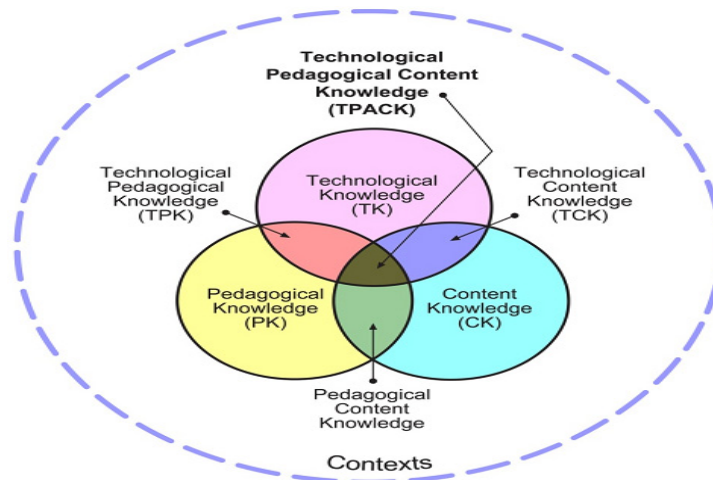 Technological
Pedagogical Content
Knowledge
(TPACK)
Technological
Pedagogical
Knowledge
(TPK)
Technological
Knowledge
(TK)
Technological
Content
Knowledge
(TCK)
Pedagogical
Knowledge
(PK)
Content
Knowledge
(CK)
Pedagogical
Content
Knowledge
Contexts